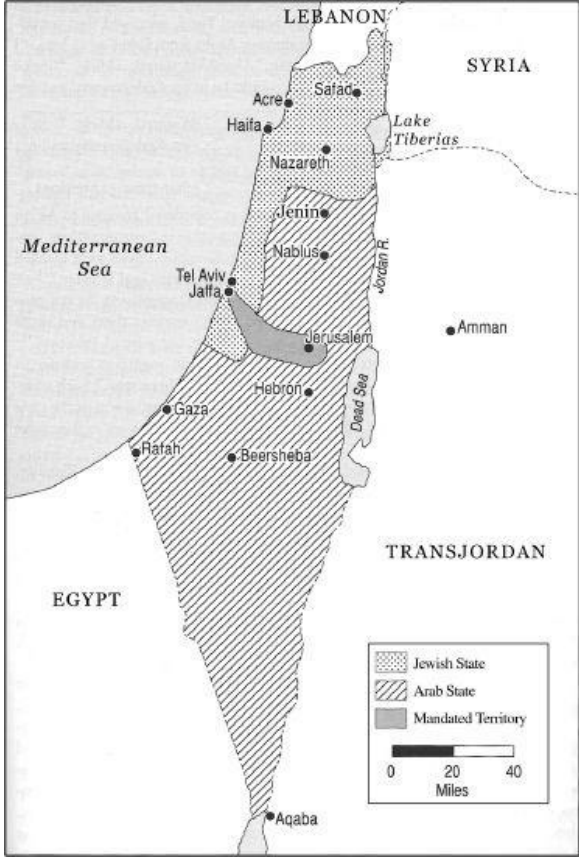 LEBANON
SYRIA
Safad
Acre
Lake
Tiberias
Haifa
Nazareth
Jenin
Mediterranean
Sea
Nablus
Jordan R.
Tel Aviv
Jaffa
Amman
Jerusalem
Hebron
Dead Sea
Gaza
Rafah
Beersheba
TRANSJORDAN
EGYPT
Jewish State
Arab State
Mandated Territory
0 20 40
Miles
Aqaba